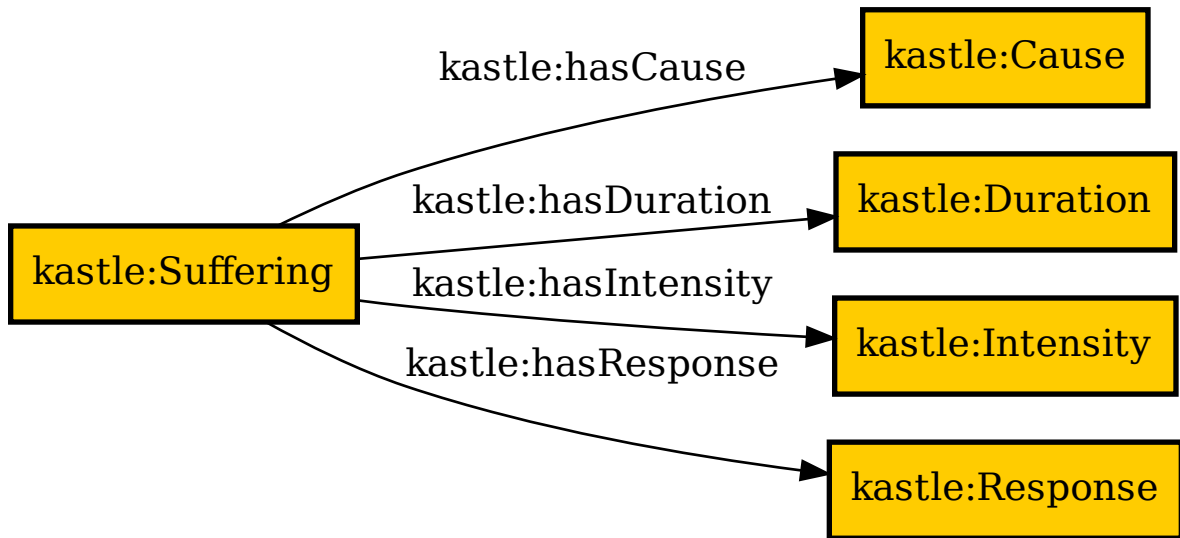 kastle:hasCause
kastle:Cause
kastle:hasDuration
kastle:Duration
kastle:Suffering
kastle:hasIntensity
kastle:Intensity
kastle:hasResponse
kastle:Response